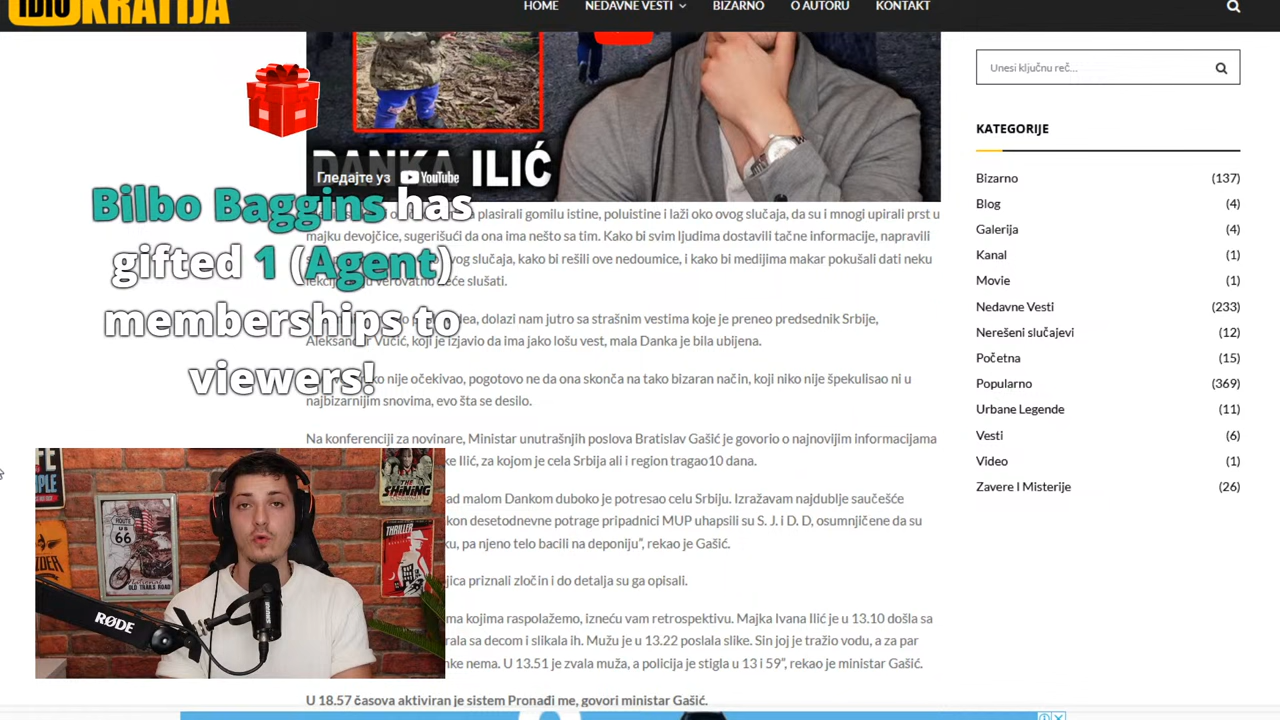 KRATIJA
HOME
NEDAVNE VESTI
BIZARNO
O AUTORU
KONTAKT
Unesi ključnu reč...
KATEGORIJE
Bizarno (137)
Blog (4)
Galerija (4)
Kanal (1)
Movie (1)
Nedavne Vesti (233)
Nerešeni slučajevi (12)
Početna (15)
Popularno (369)
Urbane Legende (11)
Vesti (6)
Video (1)
Zavere I Misterije (26)
DANKA ILIĆ
Гледајте уз YouTube
Bilbo Baggins has
gifted 1 (Agent)
memberships to
viewers!
plasirali gomilu istine, poluistine i laži oko ovog slučaja, da su i mnogi upirali prst u
majku devojčice, sugerišući da ona ima nešto sa tim. Kako bi svim ljudima dostavili tačne informacije, napravili
ovog slučaja, kako bi rešili ove nedoumice, i kako bi medijima makar pokušali dati neku
slušati.
dolazi nam jutro sa strašnim vestima koje je preneo predsednik Srbije,
Aleksandar Vučić, koji je izjavio da ima jako lošu vest, mala Danka je bila ubijena.
nije očekivao, pogotovo ne da ona skonča na tako bizaran način, koji niko nije špekulisao ni u
najbizarnijim snovima, evo šta se desilo.
Na konferenciji za novinare, Ministar unutrašnjih poslova Bratislav Gašić je govorio o najnovijim informacijama
Ilić, za kojom je cela Srbija ali i region tragao10 dana.
malom Dankom duboko je potresao celu Srbiju. Izražavam najdublje saučešće
desetodnevne potrage pripadnici MUP uhapsili su S. J. i D. D, osumnjičene da su
pa njeno telo bacili na deponiju", rekao je Gašić.
priznali zločin i do detalja su ga opisali.
kojima raspolažemo, izneću vam retrospektivu. Majka Ivana Ilić je u 13.10 došla sa
sa decom i slikala ih. Mužu je u 13.22 poslala slike. Sin joj je tražio vodu, a za par
nema. U 13.51 je zvala muža, a policija je stigla u 13 i 59", rekao je ministar Gašić.
U 18.57 časova aktiviran je sistem Pronađi me, govori ministar Gašić.
ROUTE
US
66
THE
SHINING
THRILLER
RØDE